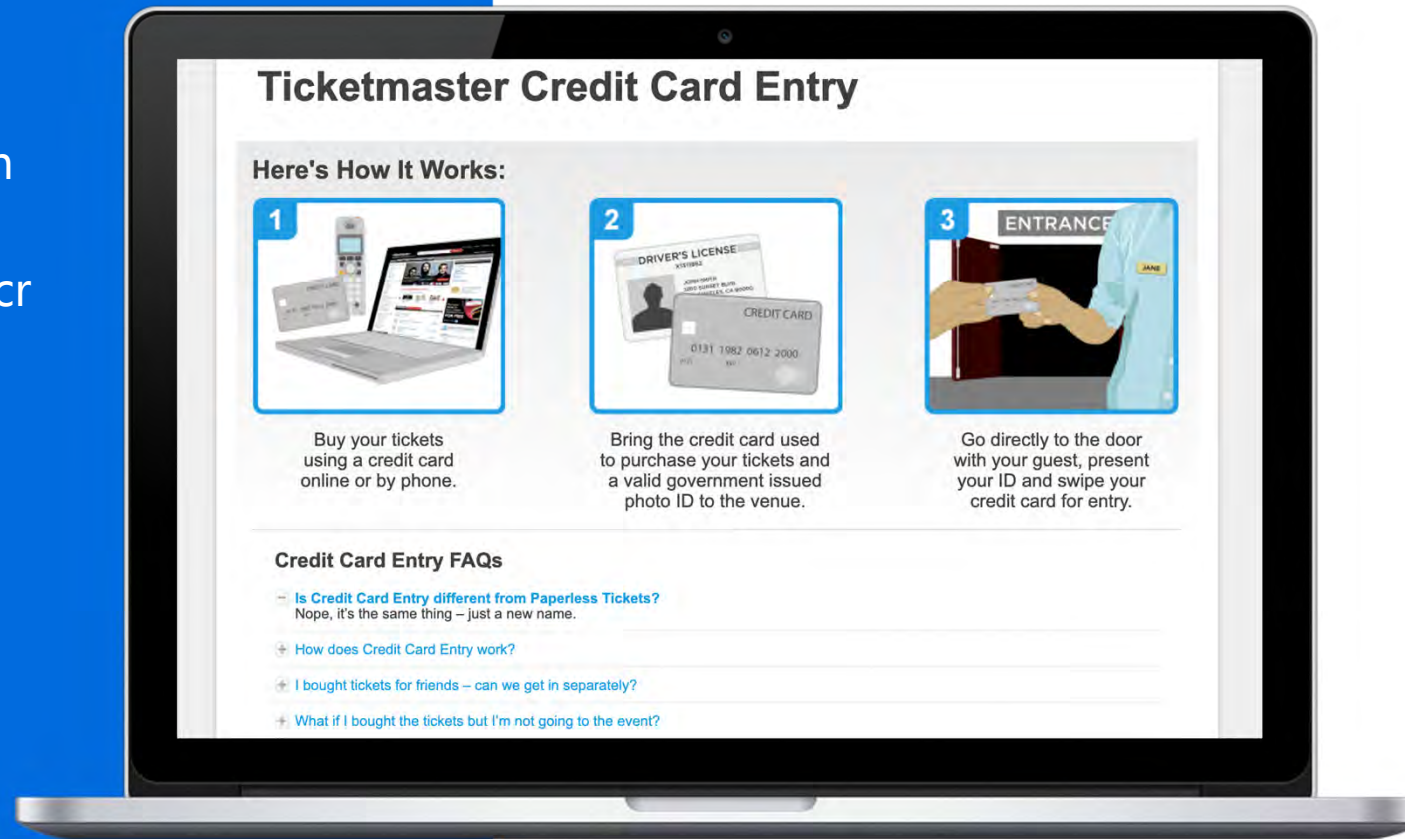 n
cr
Ticketmaster Credit Card Entry
Here's How It Works:
1
2
DRIVER'S LICENSE
CREDIT CARD
0131 1982 0612 2000
3
ENTRANCE
JANE
Buy your tickets
using a credit card
online or by phone.
Bring the credit card used
to purchase your tickets and
a valid government issued
photo ID to the venue.
Go directly to the door
with your guest, present
your ID and swipe your
credit card for entry.
Credit Card Entry FAQs
Is Credit Card Entry different from Paperless Tickets?
Nope, it's the same thing – just a new name.
How does Credit Card Entry work?
I bought tickets for friends – can we get in separately?
What if I bought the tickets but I'm not going to the event?